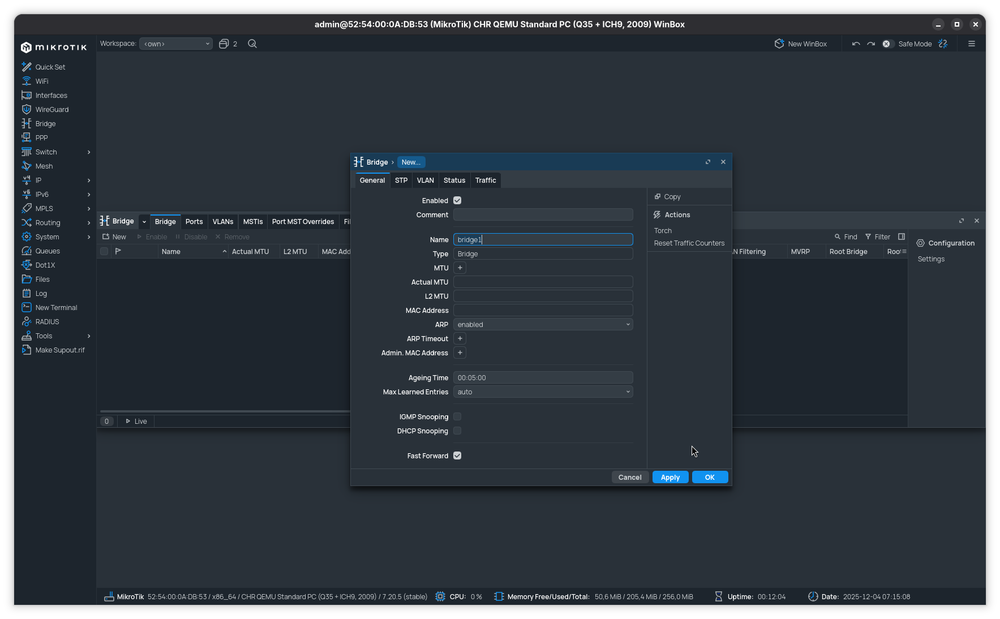 admin@52:54:00:0A:DB:53 (MikroTik) CHR QEMU Standard PC (Q35 + ICH9, 2009) WinBox
mikrotik
Workspace: <own> 2
New WinBox
Safe Mode
Quick Set
WiFi
Interfaces
WireGuard
Bridge
PPP
Switch
Mesh
IP
IPv6
MPLS
Routing
System
Queues
Dot1X
Files
Log
New Terminal
RADIUS
Tools
Make Supout.rif
Bridge
Bridge Ports VLANs MSTIs Port MST Overrides Fil
New Enable Disable Remove
Find Filter
Name Actual MTU L2 MTU MAC Add
N Filtering MVRP Root Bridge Root
Configuration
Settings
0 Live
Bridge › New...
General STP VLAN Status Traffic
Enabled
Comment
Name bridge1
Type Bridge
MTU +
Actual MTU
L2 MTU
MAC Address
ARP enabled
ARP Timeout +
Admin. MAC Address +
Ageing Time 00:05:00
Max Learned Entries auto
IGMP Snooping
DHCP Snooping
Fast Forward
Copy
Actions
Torch
Reset Traffic Counters
Cancel Apply OK
MikroTik 52:54:00:0A:DB:53 / x86_64 / CHR QEMU Standard PC (Q35 + ICH9, 2009) / 7.20.5 (stable) CPU: 0 % Memory Free/Used/Total: 50,6 MiB / 205,4 MiB / 256,0 MiB Uptime: 00:12:04 Date: 2025-12-04 07:15:08